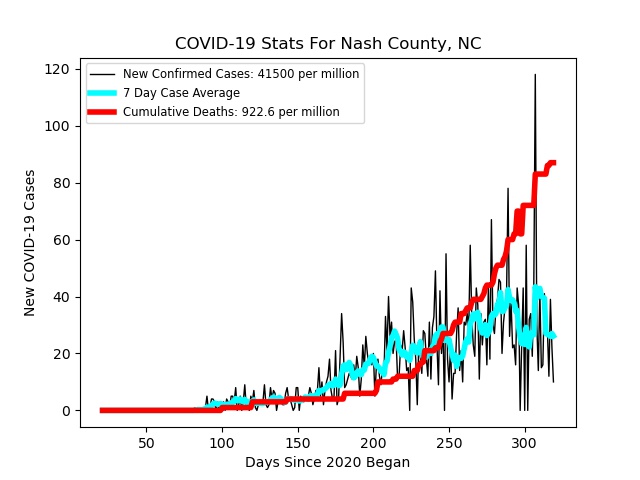 COVID-19 Stats For Nash County, NC
New Confirmed Cases: 41500 per million
7 Day Case Average
Cumulative Deaths: 922.6 per million
New COVID-19 Cases
120
100
80
60
40
20
0
50 100 150 200 250 300
Days Since 2020 Began